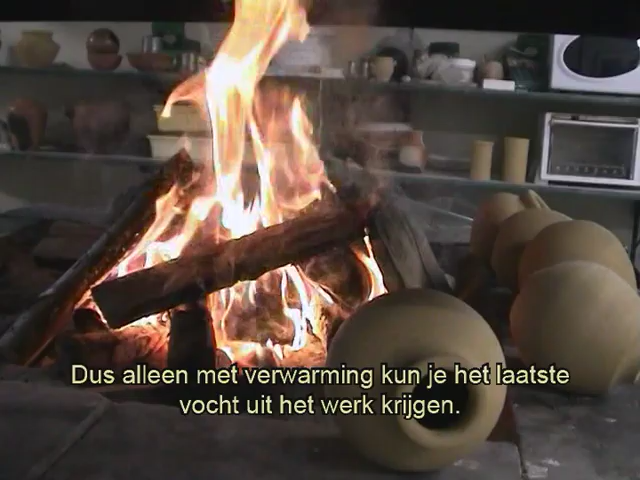 Dus alleen met verwarming kun je het laatste
vocht uit het werk krijgen.